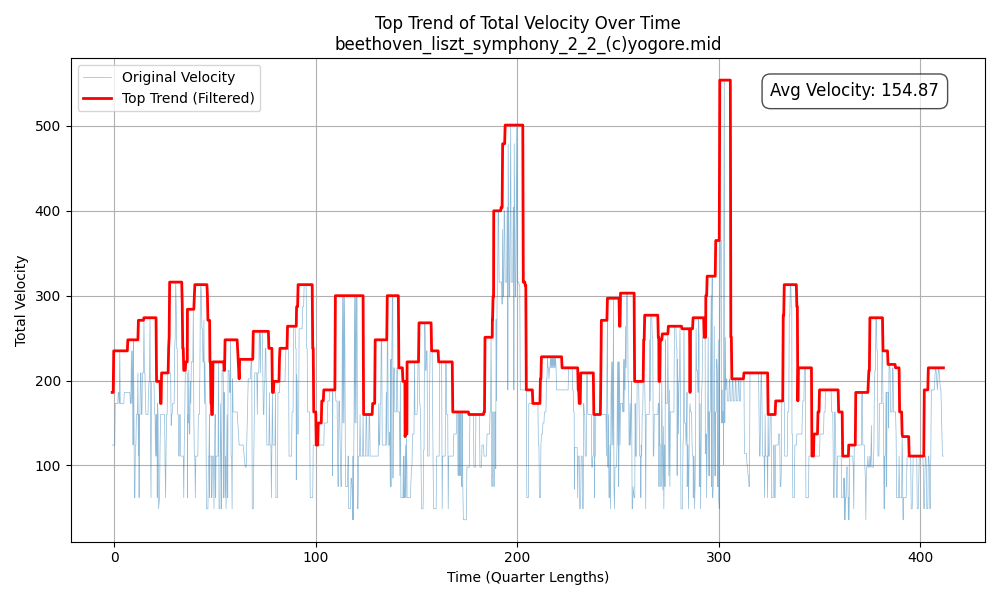 Top Trend of Total Velocity Over Time
beethoven_liszt_symphony_2_2_(c)yogore.mid
Original Velocity
Top Trend (Filtered)
Avg Velocity: 154.87
Total Velocity
500
400
300
200
100
0 100 200 300 400
Time (Quarter Lengths)